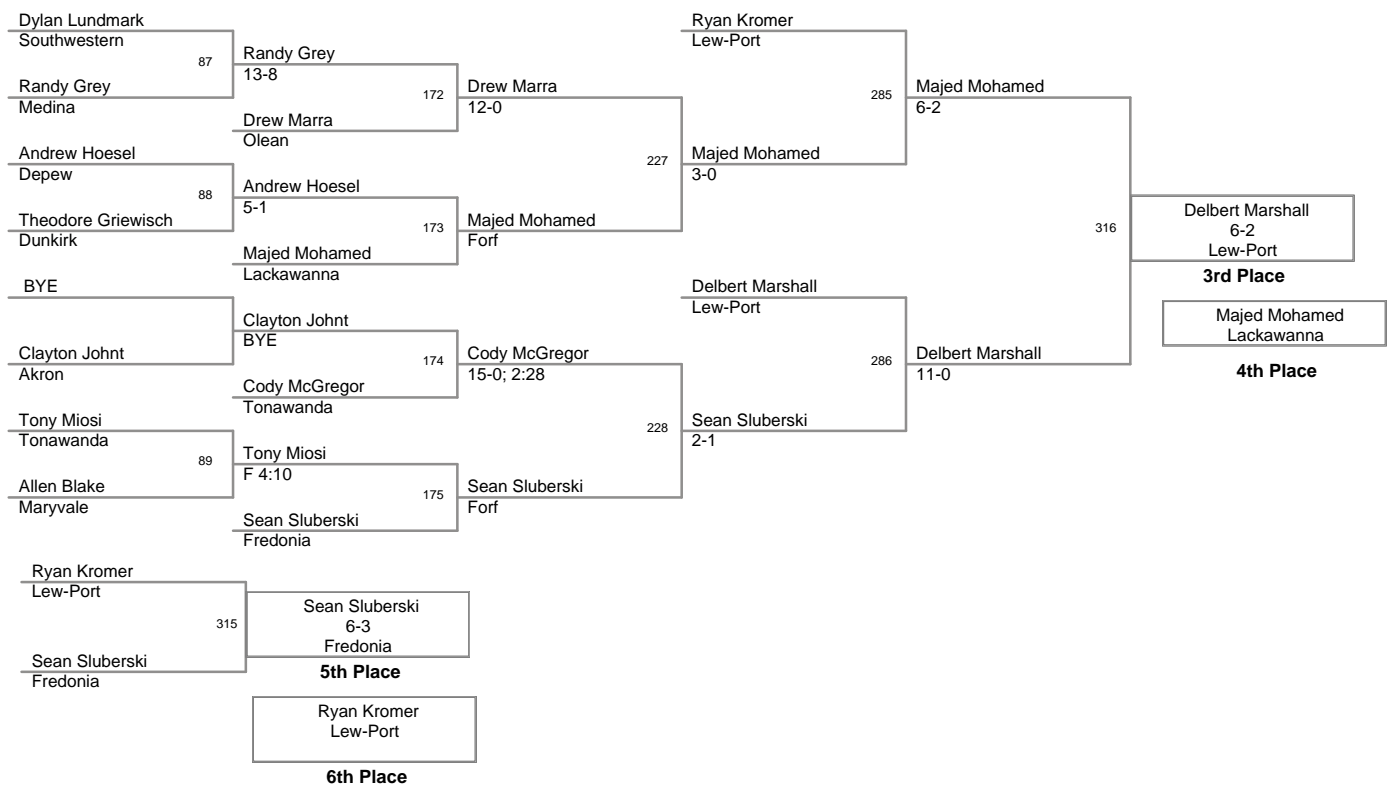 Dylan Lundmark
Southwestern
87
Randy Grey
Medina
Andrew Hoesel
Depew
88
Theodore Griewisch
Dunkirk
BYE
Clayton Johnt
Akron
Tony Miosi
Tonawanda
89
Allen Blake
Maryvale
Randy Grey
13-8
172
Drew Marra
Olean
Andrew Hoesel
5-1
173
Majed Mohamed
Lackawanna
Clayton Johnt
BYE
174
Cody McGregor
Tonawanda
Tony Miosi
F 4:10
175
Sean Sluberski
Fredonia
Drew Marra
12-0
227
Majed Mohamed
Forf
Cody McGregor
15-0; 2:28
228
Sean Sluberski
Forf
Ryan Kromer
Lew-Port
285
Majed Mohamed
3-0
Delbert Marshall
Lew-Port
286
Sean Sluberski
2-1
Majed Mohamed
6-2
316
Delbert Marshall
11-0
Delbert Marshall
6-2
Lew-Port
3rd Place
Majed Mohamed
Lackawanna
4th Place
Ryan Kromer
Lew-Port
315
Sean Sluberski
Fredonia
Sean Sluberski
6-3
Fredonia
5th Place
Ryan Kromer
Lew-Port
6th Place